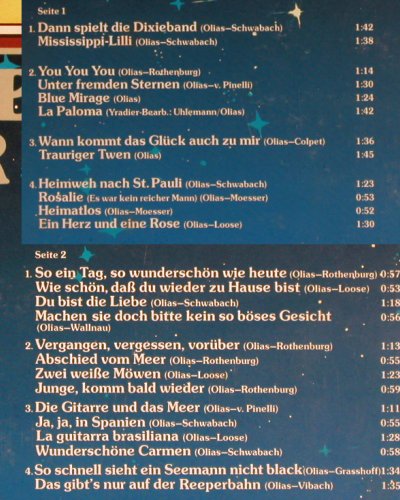 Seite 1
1. Dann spielt die Dixieband (Olias–Schwabach) 1:42
Mississippi-Lilli (Olias–Schwabach) 1:38
2. You You You (Olias–Rothenburg) 1:14
Unter fremden Sternen (Olias–v. Pinelli) 1:30
Blue Mirage (Olias) 1:24
La Paloma (Yradier-Bearb.: Uhlemann/Olias) 1:42
3. Wann kommt das Glück auch zu mir (Olias–Colpet) 1:36
Trauriger Twen (Olias) 1:45
4. Heimweh nach St. Pauli (Olias–Schwabach) 1:23
Rosalie (Es war kein reicher Mann) (Olias–Moesser) 0:53
Heimatlos (Olias–Moesser) 0:52
Ein Herz und eine Rose (Olias–Loose) 1:30
Seite 2
1. So ein Tag, so wunderschön wie heute (Olias–Rothenburg) 0:57
Wie schön, daß du wieder zu Hause bist (Olias–Loose) 0:53
Du bist die Liebe (Olias–Schwabach) 1:18
Machen sie doch bitte kein so böses Gesicht 0:56
(Olias–Wallnau)
2. Vergangen, vergessen, vorüber (Olias–Rothenburg) 1:13
Abschied vom Meer (Olias–Rothenburg) 0:55
Zwei weiße Möwen (Olias–Loose) 1:23
Junge, komm bald wieder (Olias–Rothenburg) 0:59
3. Die Gitarre und das Meer (Olias–v. Pinelli) 1:11
Ja, ja, in Spanien (Olias–Schwabach) 0:55
La guitarra brasiliana (Olias–Loose) 1:28
Wunderschöne Carmen (Olias–Schwabach) 0:58
4. So schnell sieht ein Seemann nicht black (Olias–Grasshoff) 1:34
Das gibt's nur auf der Reeperbahn (Olias–Vibach) 1:35